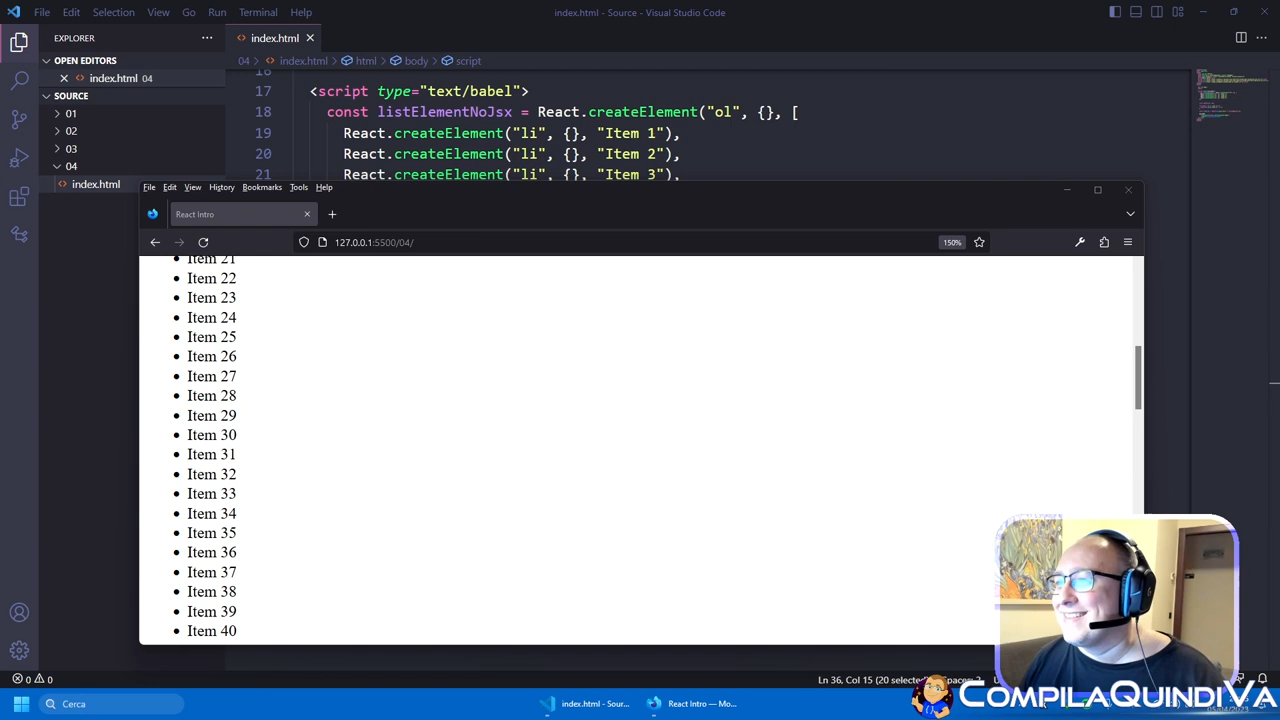 File Edit Selection View Go Run Terminal Help
index.html - Source - Visual Studio Code
EXPLORER
OPEN EDITORS
index.html 04
SOURCE
01
02
03
04
index.html
index.html
04 > index.html > html > body > script
16
17 <script type="text/babel">
18 const listElementNoJsx = React.createElement("ol", {}, [
19 React.createElement("li", {}, "Item 1"),
20 React.createElement("li", {}, "Item 2"),
21 React.createElement("li", {}, "Item 3"),
File Edit View History Bookmarks Tools Help
React Intro
127.0.0.1:5500/04/
150%
Item 21
Item 22
Item 23
Item 24
Item 25
Item 26
Item 27
Item 28
Item 29
Item 30
Item 31
Item 32
Item 33
Item 34
Item 35
Item 36
Item 37
Item 38
Item 39
Item 40
0 0
Ln 36, Col 15 (20 selected)
Cerca
index.html - Sour...
React Intro — Mo...
COMPILAQUINDIVA